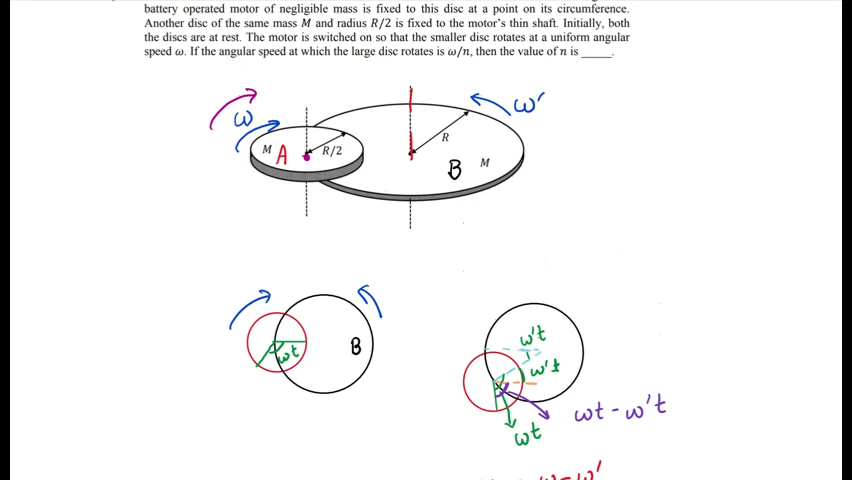 battery operated motor of negligible mass is fixed to this disc at a point on its circumference.
Another disc of the same mass M and radius R/2 is fixed to the motor's thin shaft. Initially, both
the discs are at rest. The motor is switched on so that the smaller disc rotates at a uniform angular
speed ω. If the angular speed at which the large disc rotates is ω/n, then the value of n is _____.
ω
ω'
M A R/2
R
B M
B
ωt
ω't
ω't
ωt - ω't
ωt
ω-ω'